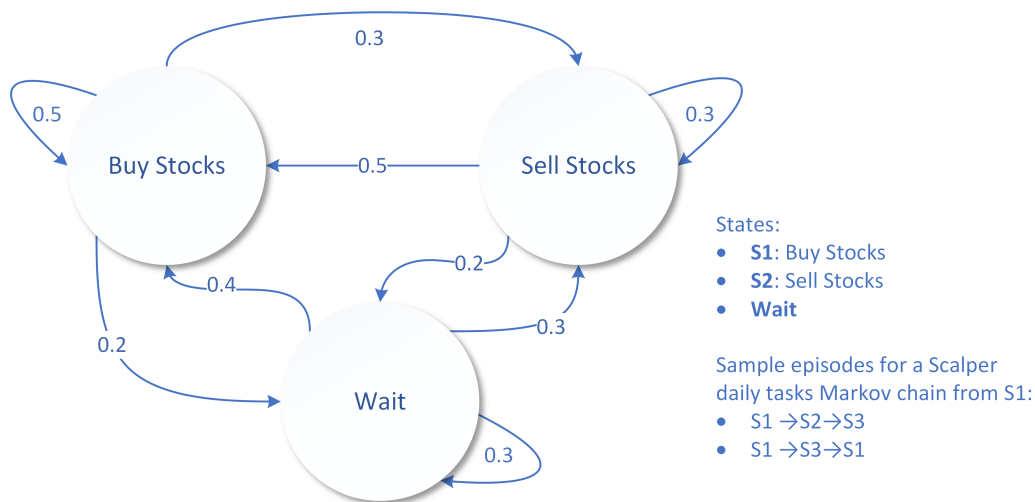 0.3
0.5
0.3
Buy Stocks
0.5
Sell Stocks
States:
• S1: Buy Stocks
• S2: Sell Stocks
• Wait
0.2
0.4
0.3
0.2
Wait
0.3
Sample episodes for a Scalper
daily tasks Markov chain from S1:
• S1 →S2→S3
• S1 →S3→S1